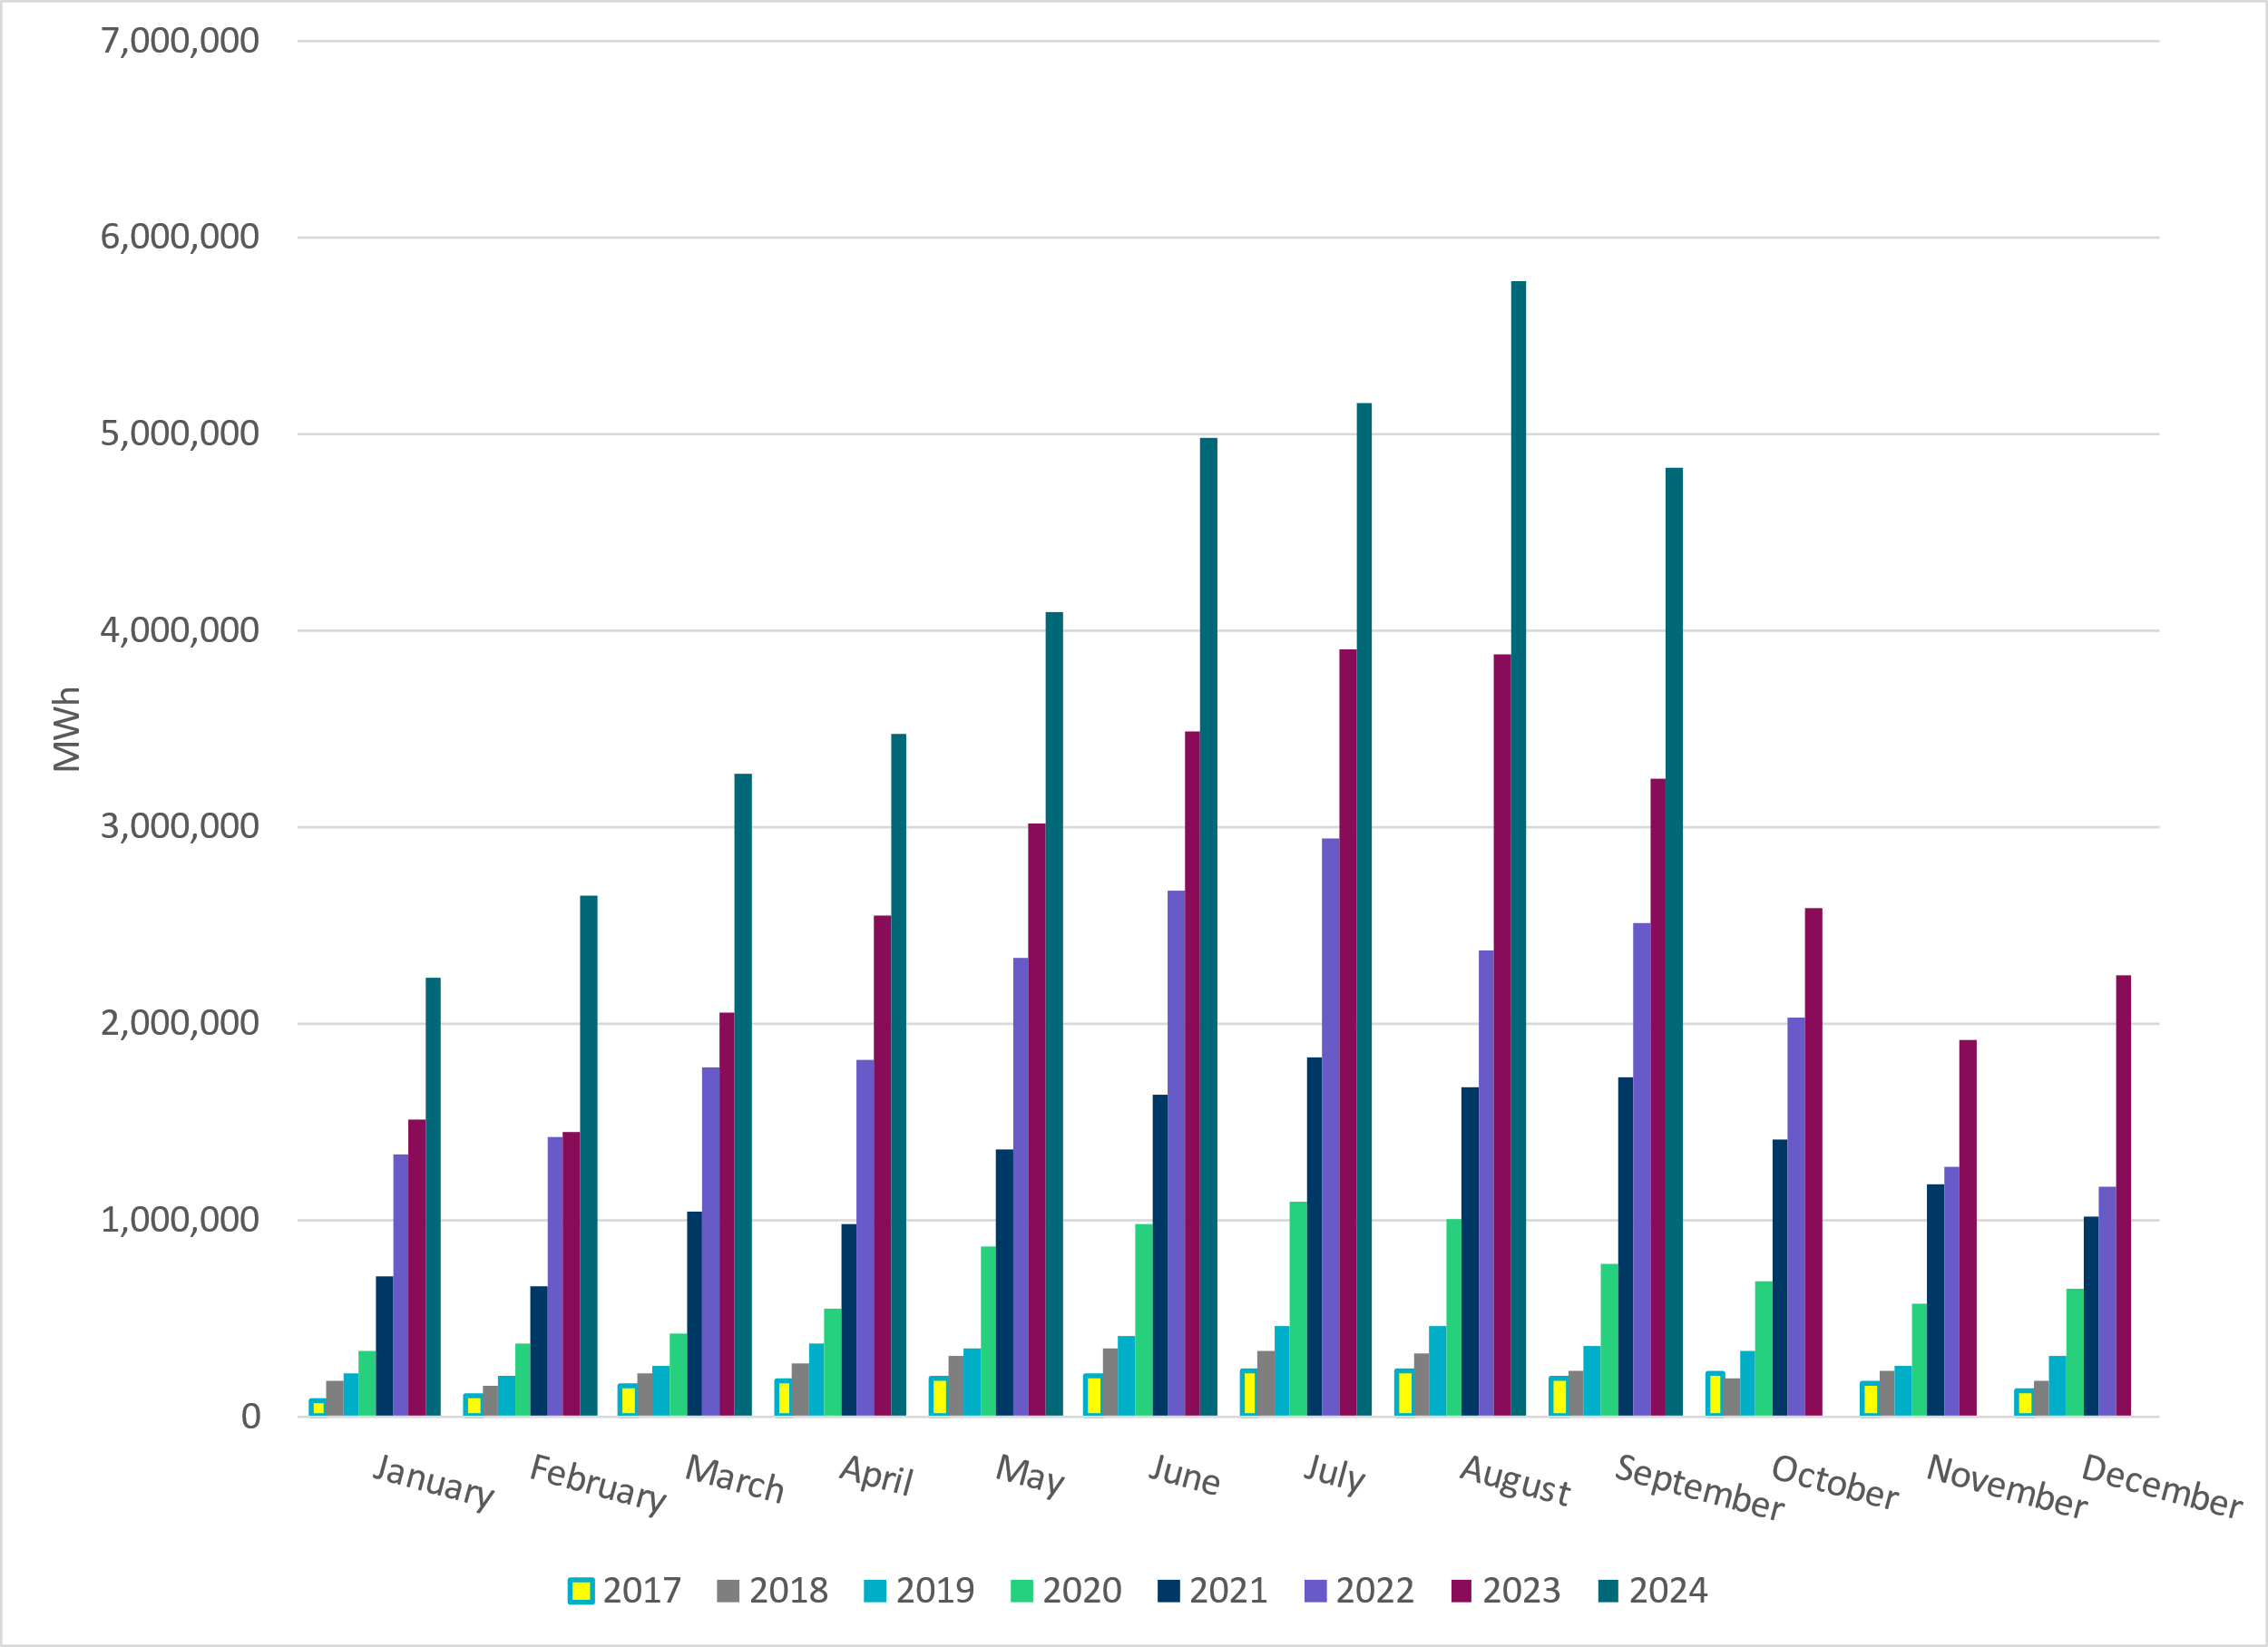 7,000,000
6,000,000
5,000,000
4,000,000
3,000,000
2,000,000
1,000,000
0
MWh
January February March April May June July August September October November December
2017 2018 2019 2020 2021 2022 2023 2024